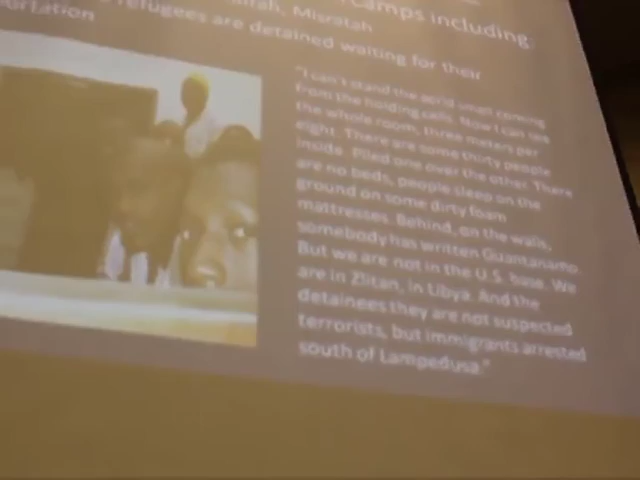 Camps including:
Misratah
refugees are detained waiting for their
"I can't stand the acrid smell coming
from the holding cells. Now I can see
the whole room, three meters per
eight. There are some thirty people
inside. Piled one over the other. There
are no beds, people sleep on the
ground on some dirty foam
mattresses. Behind, on the walls,
somebody has written Guantanamo.
But we are not in the U.S. base. We
are in Zlitan, in Libya. And the
detainees they are not suspected
terrorists, but immigrants arrested
south of Lampedusa."